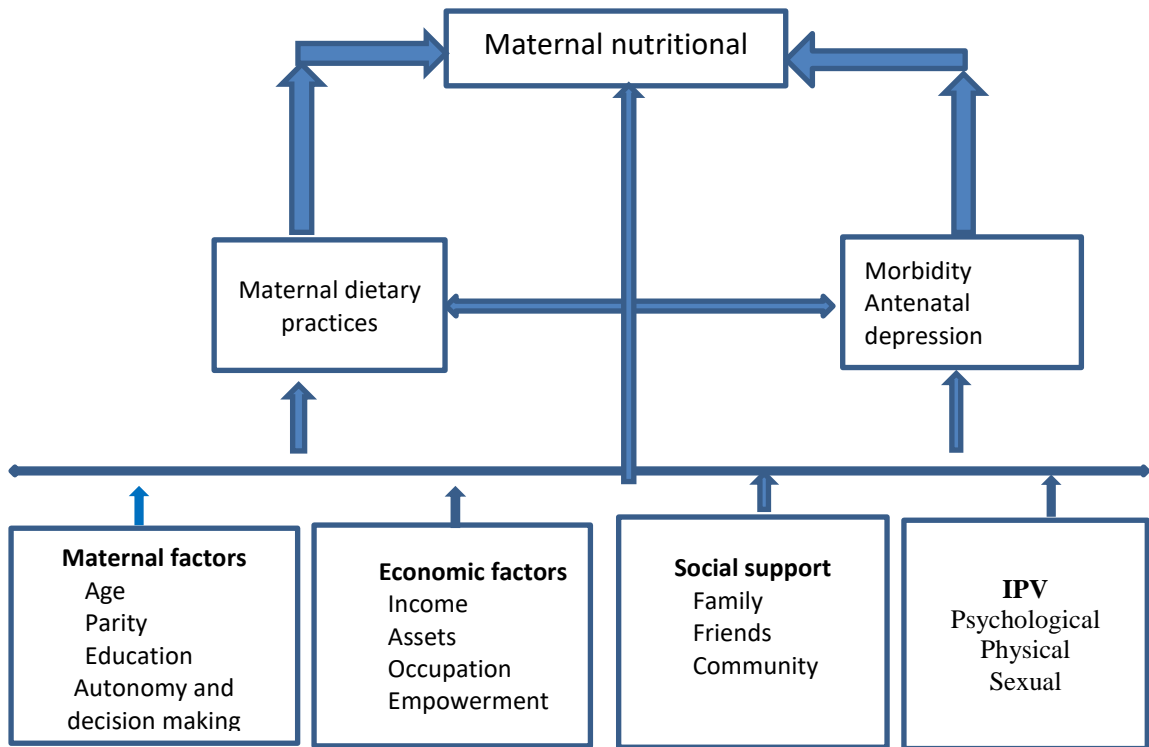 Maternal nutritional
Maternal dietary
practices
Morbidity
Antenatal
depression
Maternal factors
Age
Parity
Education
Autonomy and
decision making
Economic factors
Income
Assets
Occupation
Empowerment
Social support
Family
Friends
Community
IPV
Psychological
Physical
Sexual